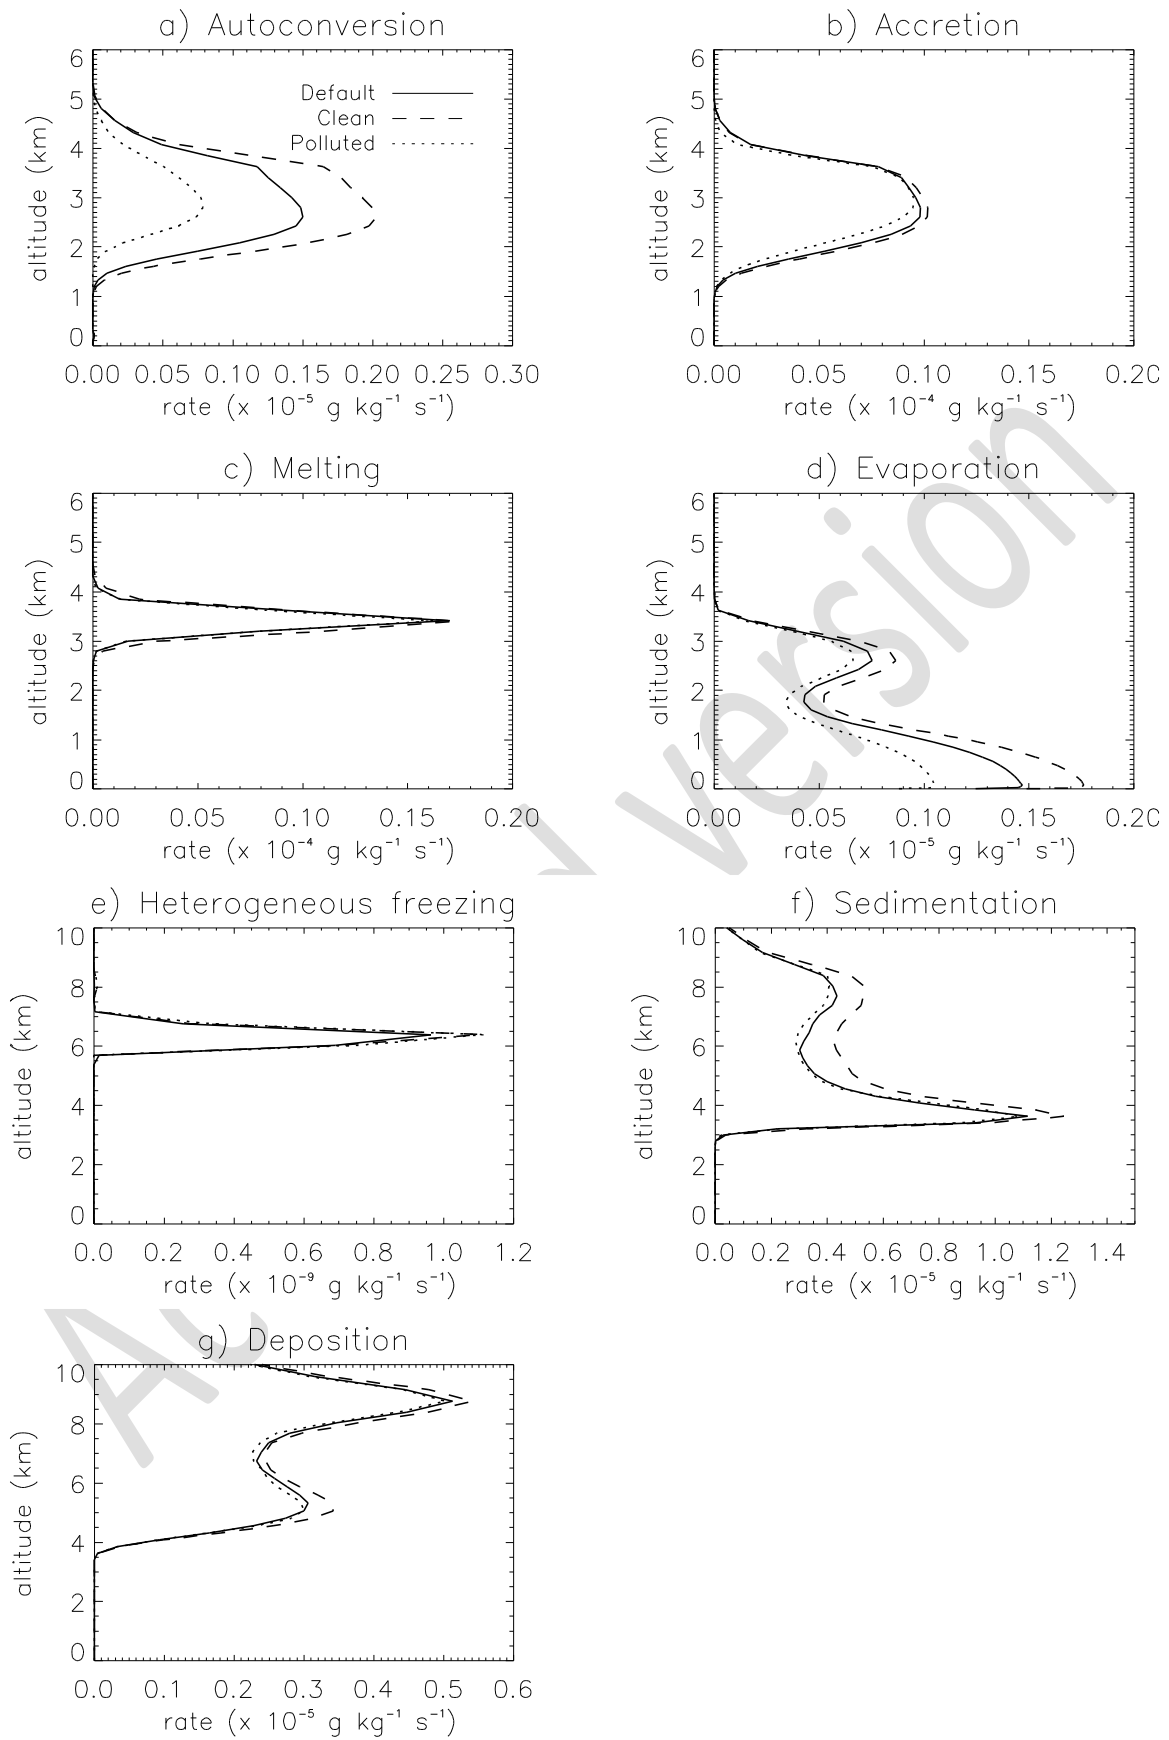 a) Autoconversion
6
5
4
3
2
1
0
altitude (km)
Default
Clean
Polluted
0.00 0.05 0.10 0.15 0.20 0.25 0.30
rate (x 10⁻⁵ g kg⁻¹ s⁻¹)
b) Accretion
6
5
4
3
2
1
0
altitude (km)
0.00 0.05 0.10 0.15 0.20
rate (x 10⁻⁴ g kg⁻¹ s⁻¹)
c) Melting
6
5
4
3
2
1
0
altitude (km)
0.00 0.05 0.10 0.15 0.20
rate (x 10⁻⁴ g kg⁻¹ s⁻¹)
d) Evaporation
6
5
4
3
2
1
0
altitude (km)
0.00 0.05 0.10 0.15 0.20
rate (x 10⁻⁵ g kg⁻¹ s⁻¹)
e) Heterogeneous freezing
10
8
6
4
2
0
altitude (km)
0.0 0.2 0.4 0.6 0.8 1.0 1.2
rate (x 10⁻⁹ g kg⁻¹ s⁻¹)
f) Sedimentation
10
8
6
4
2
0
altitude (km)
0.0 0.2 0.4 0.6 0.8 1.0 1.2 1.4
rate (x 10⁻⁵ g kg⁻¹ s⁻¹)
g) Deposition
10
8
6
4
2
0
altitude (km)
0.0 0.1 0.2 0.3 0.4 0.5 0.6
rate (x 10⁻⁵ g kg⁻¹ s⁻¹)
version